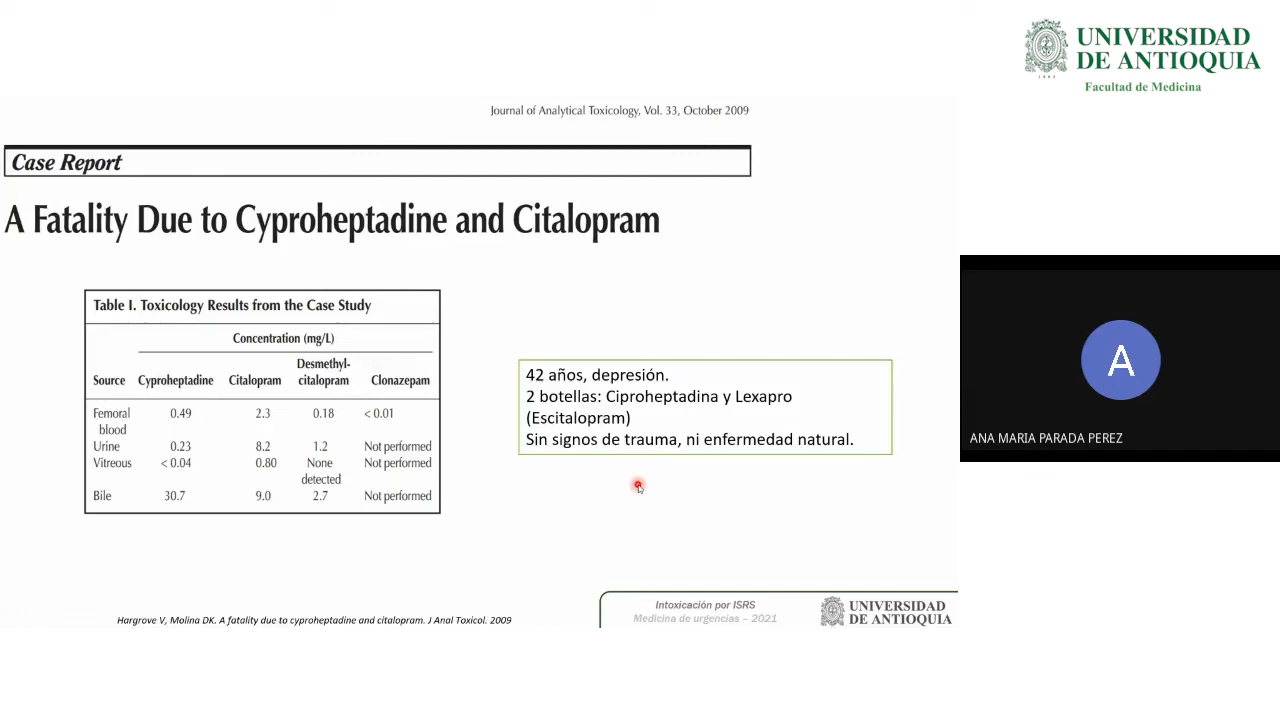 UNIVERSIDAD
DE ANTIOQUIA
1803
Facultad de Medicina
Journal of Analytical Toxicology, Vol. 33, October 2009
Case Report
A Fatality Due to Cyproheptadine and Citalopram
Table I. Toxicology Results from the Case Study
Concentration (mg/L)
Source Cyproheptadine Citalopram Desmethyl-citalopram Clonazepam
Femoral blood 0.49 2.3 0.18 < 0.01
Urine 0.23 8.2 1.2 Not performed
Vitreous < 0.04 0.80 None detected Not performed
Bile 30.7 9.0 2.7 Not performed
42 años, depresión.
2 botellas: Ciproheptadina y Lexapro
(Escitalopram)
Sin signos de trauma, ni enfermedad natural.
A
ANA MARIA PARADA PEREZ
Hargrove V, Molina DK. A fatality due to cyproheptadine and citalopram. J Anal Toxicol. 2009
Intoxicación por ISRS
Medicina de urgencias – 2021
UNIVERSIDAD
DE ANTIOQUIA